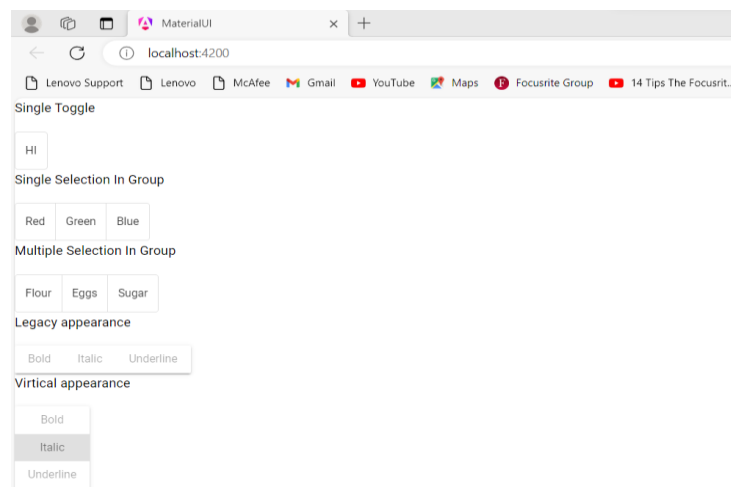 MaterialUI
localhost:4200
Lenovo Support Lenovo McAfee Gmail YouTube Maps Focusrite Group 14 Tips The Focusrit...
Single Toggle
HI
Single Selection In Group
Red Green Blue
Multiple Selection In Group
Flour Eggs Sugar
Legacy appearance
Bold Italic Underline
Virtical appearance
Bold
Italic
Underline